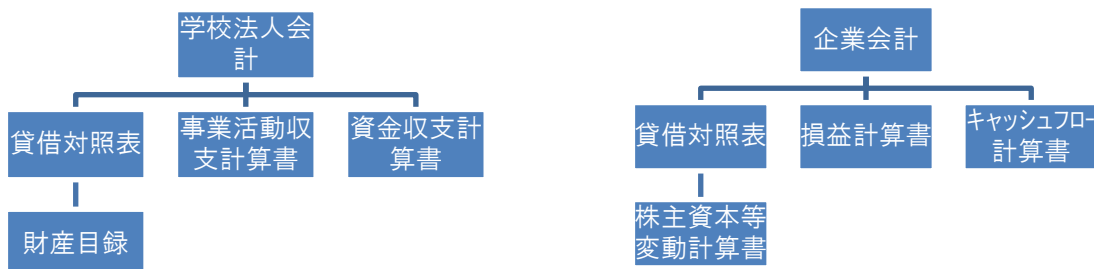 学校法人会
計
貸借対照表
事業活動収
支計算書
資金収支計
算書
財産目録
企業会計
貸借対照表
損益計算書
キャッシュフロー
計算書
株主資本等
変動計算書